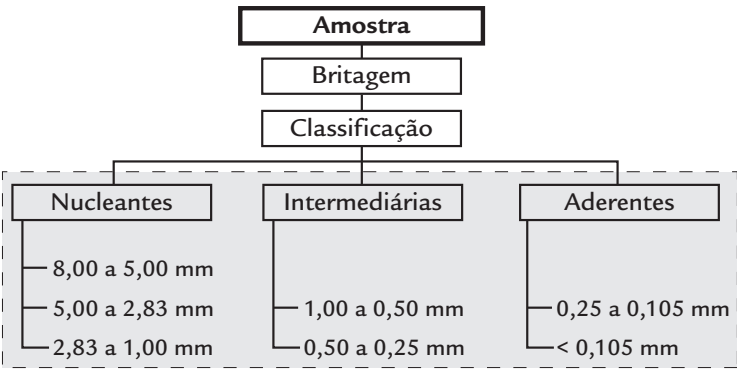 Amostra
Britagem
Classificação
Nucleantes
8,00 a 5,00 mm
5,00 a 2,83 mm
2,83 a 1,00 mm
Intermediárias
1,00 a 0,50 mm
0,50 a 0,25 mm
Aderentes
0,25 a 0,105 mm
< 0,105 mm